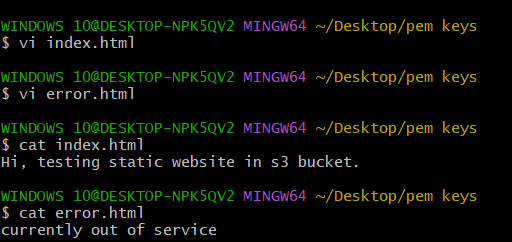 WINDOWS 10@DESKTOP-NPK5QV2 MINGW64 ~/Desktop/pem keys
$ vi index.html
WINDOWS 10@DESKTOP-NPK5QV2 MINGW64 ~/Desktop/pem keys
$ vi error.html
WINDOWS 10@DESKTOP-NPK5QV2 MINGW64 ~/Desktop/pem keys
$ cat index.html
Hi, testing static website in s3 bucket.
WINDOWS 10@DESKTOP-NPK5QV2 MINGW64 ~/Desktop/pem keys
$ cat error.html
currently out of service